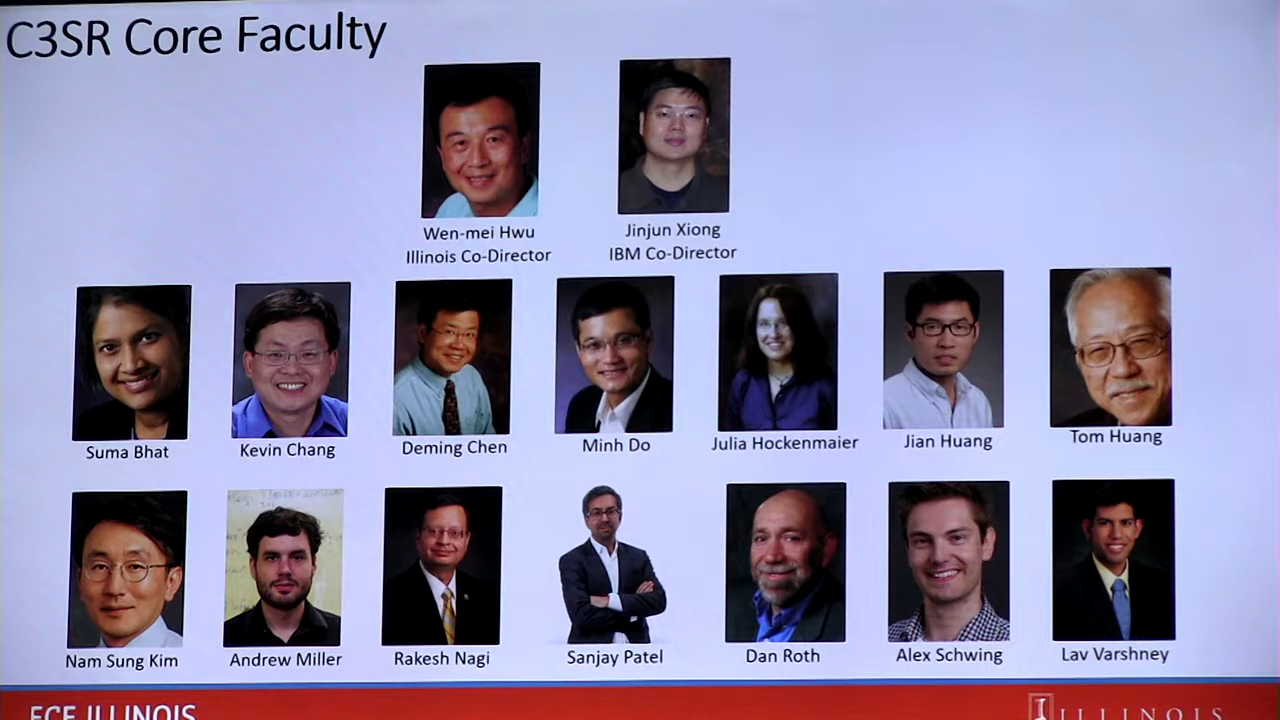 C3SR Core Faculty
Wen-mei Hwu
Illinois Co-Director
Jinjun Xiong
IBM Co-Director
Suma Bhat
Kevin Chang
Deming Chen
Minh Do
Julia Hockenmaier
Jian Huang
Tom Huang
Nam Sung Kim
Andrew Miller
Rakesh Nagi
Sanjay Patel
Dan Roth
Alex Schwing
Lav Varshney
ECE ILLINOIS
I ILLINOIS